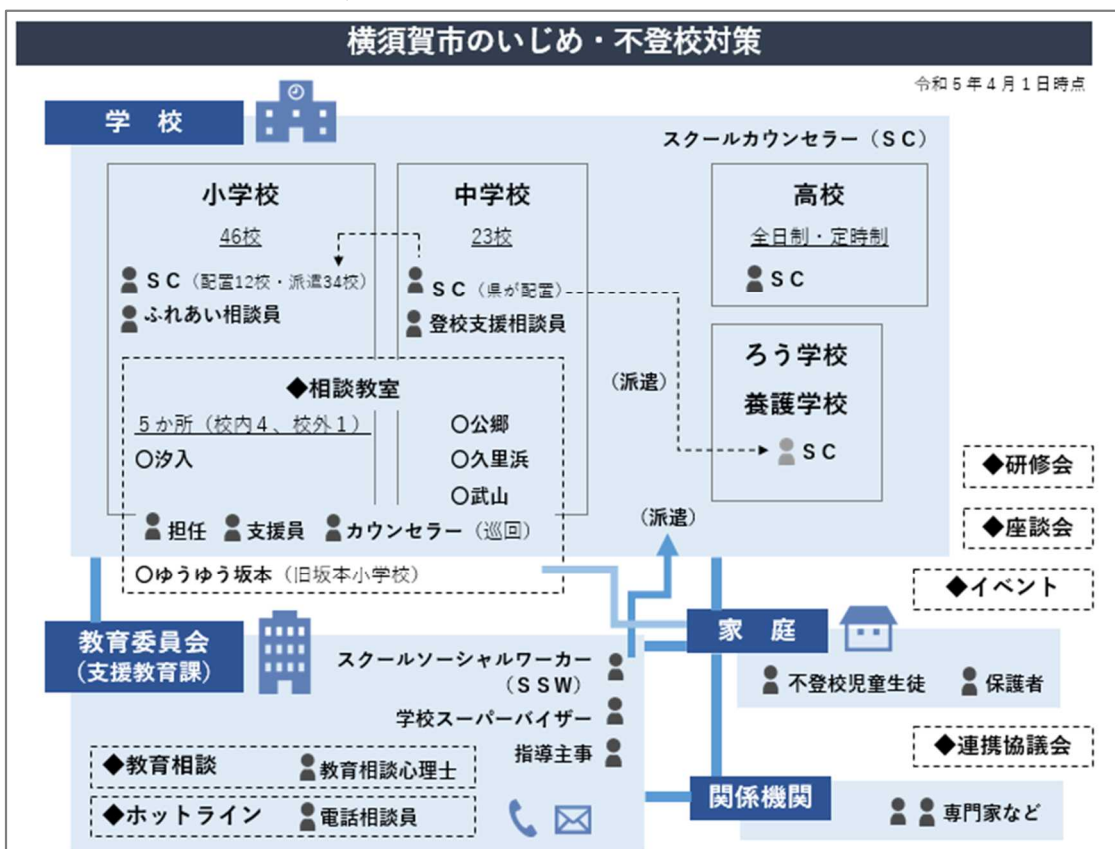 横須賀市のいじめ・不登校対策
令和5年4月1日時点
学 校
スクールカウンセラー（SC）
小学校
46校
SC（配置12校・派遣34校）
ふれあい相談員
中学校
23校
SC（県が配置）
登校支援相談員
高校
全日制・定時制
SC
ろう学校
養護学校
SC
（派遣）
◆相談教室
5か所（校内4、校外1）
〇汐入
〇公郷
〇久里浜
〇武山
担任 支援員 カウンセラー（巡回）
〇ゆうゆう坂本（旧坂本小学校）
（派遣）
◆研修会
◆座談会
◆イベント
教育委員会
（支援教育課）
スクールソーシャルワーカー
（SSW）
学校スーパーバイザー
指導主事
◆教育相談 教育相談心理士
◆ホットライン 電話相談員
家 庭
不登校児童生徒 保護者
◆連携協議会
関係機関
専門家など